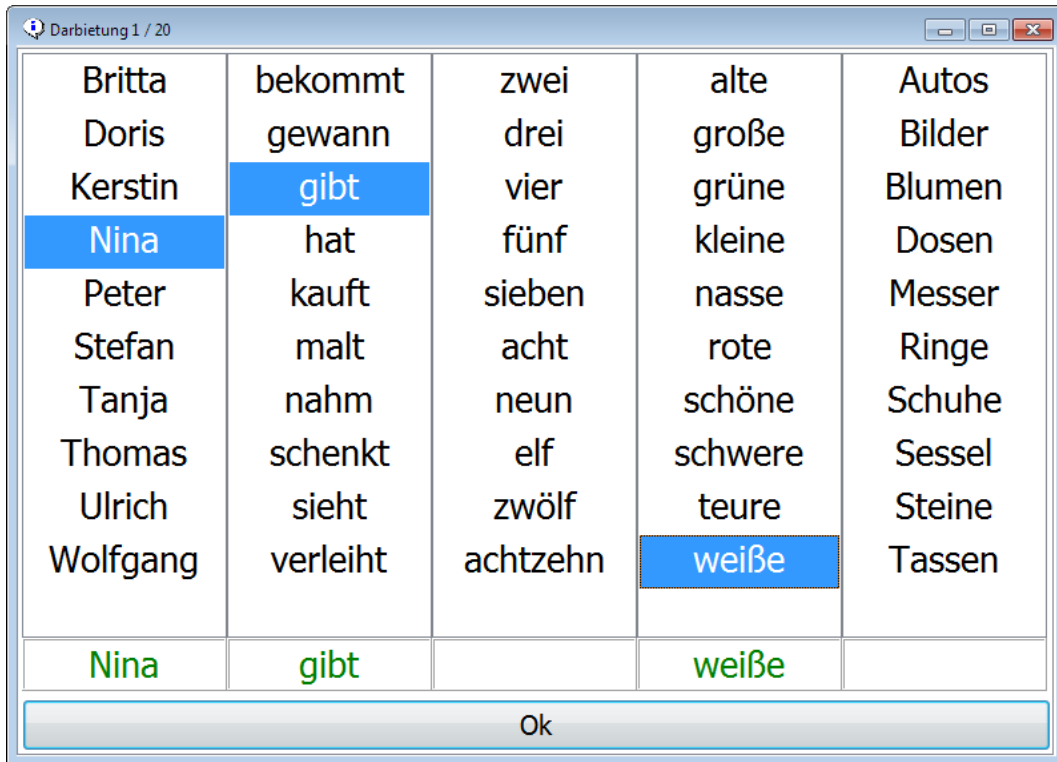 Darbietung 1 / 20
Britta bekommt zwei alte Autos
Doris gewann drei große Bilder
Kerstin gibt vier grüne Blumen
Nina hat fünf kleine Dosen
Peter kauft sieben nasse Messer
Stefan malt acht rote Ringe
Tanja nahm neun schöne Schuhe
Thomas schenkt elf schwere Sessel
Ulrich sieht zwölf teure Steine
Wolfgang verleiht achtzehn weiße Tassen
Nina gibt weiße
Ok